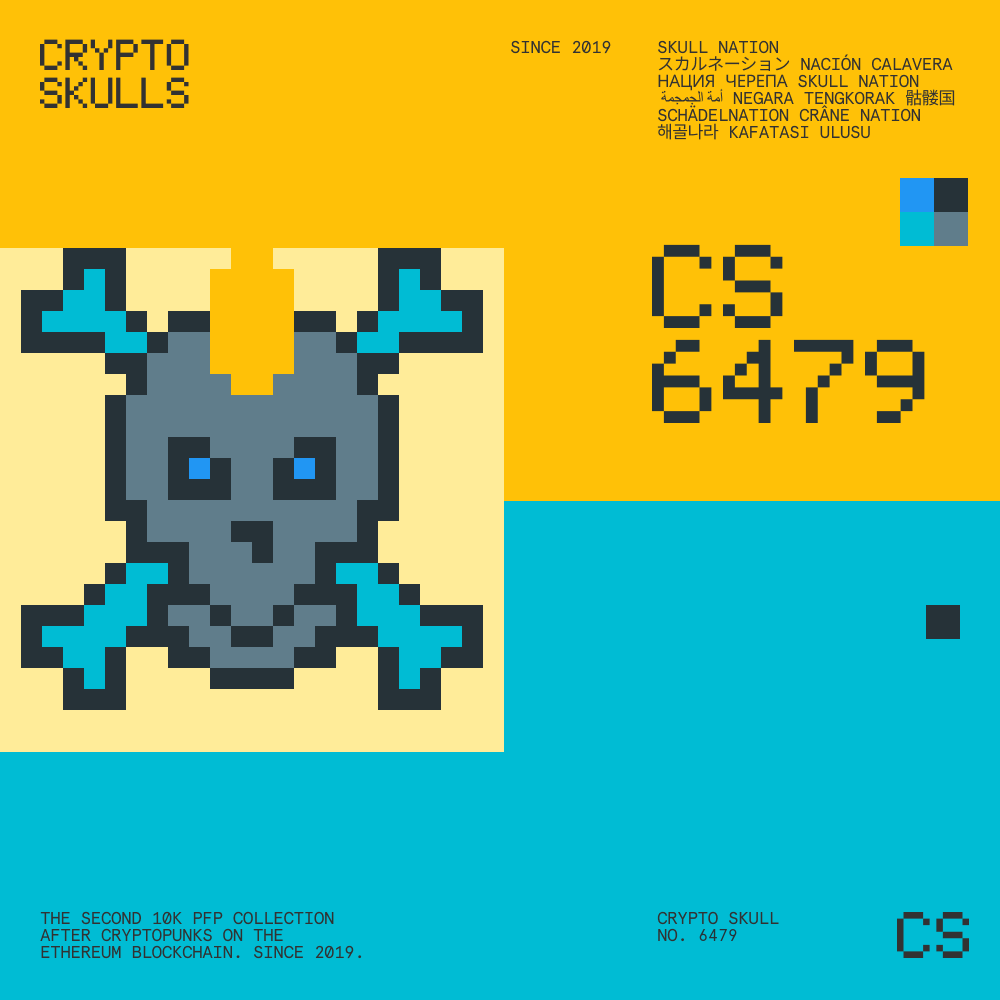 CRYPTO
SKULLS
SINCE 2019
SKULL NATION
スカルネーション NACIÓN CALAVERA
НАЦИЯ ЧЕРЕПА SKULL NATION
أمة الجمجمة NEGARA TENGKORAK 骷髅国
SCHÄDELNATION CRÂNE NATION
해골나라 KAFATASI ULUSU
CS
6479
THE SECOND 10K PFP COLLECTION
AFTER CRYPTOPUNKS ON THE
ETHEREUM BLOCKCHAIN. SINCE 2019.
CRYPTO SKULL
NO. 6479
CS